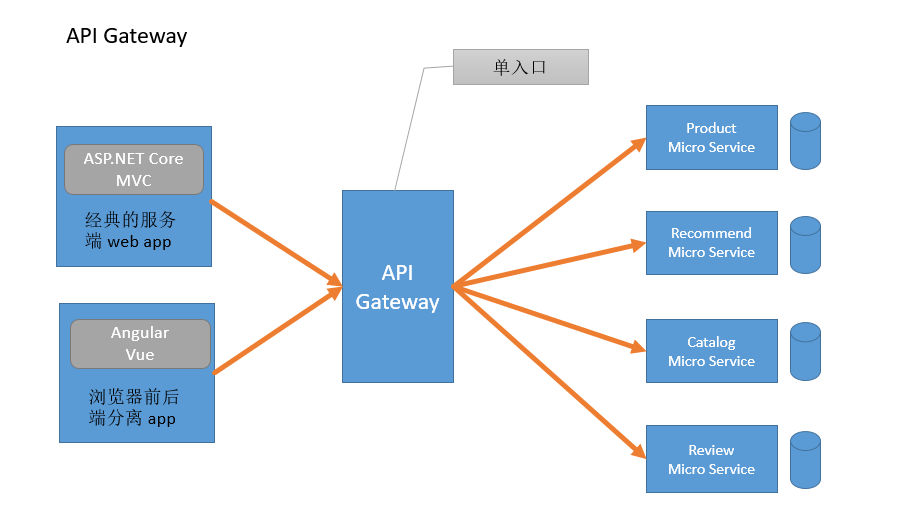 API Gateway
单入口
ASP.NET Core
MVC
经典的服务
端 web app
Angular
Vue
浏览器前后
端分离 app
API
Gateway
Product
Micro Service
Recommend
Micro Service
Catalog
Micro Service
Review
Micro Service